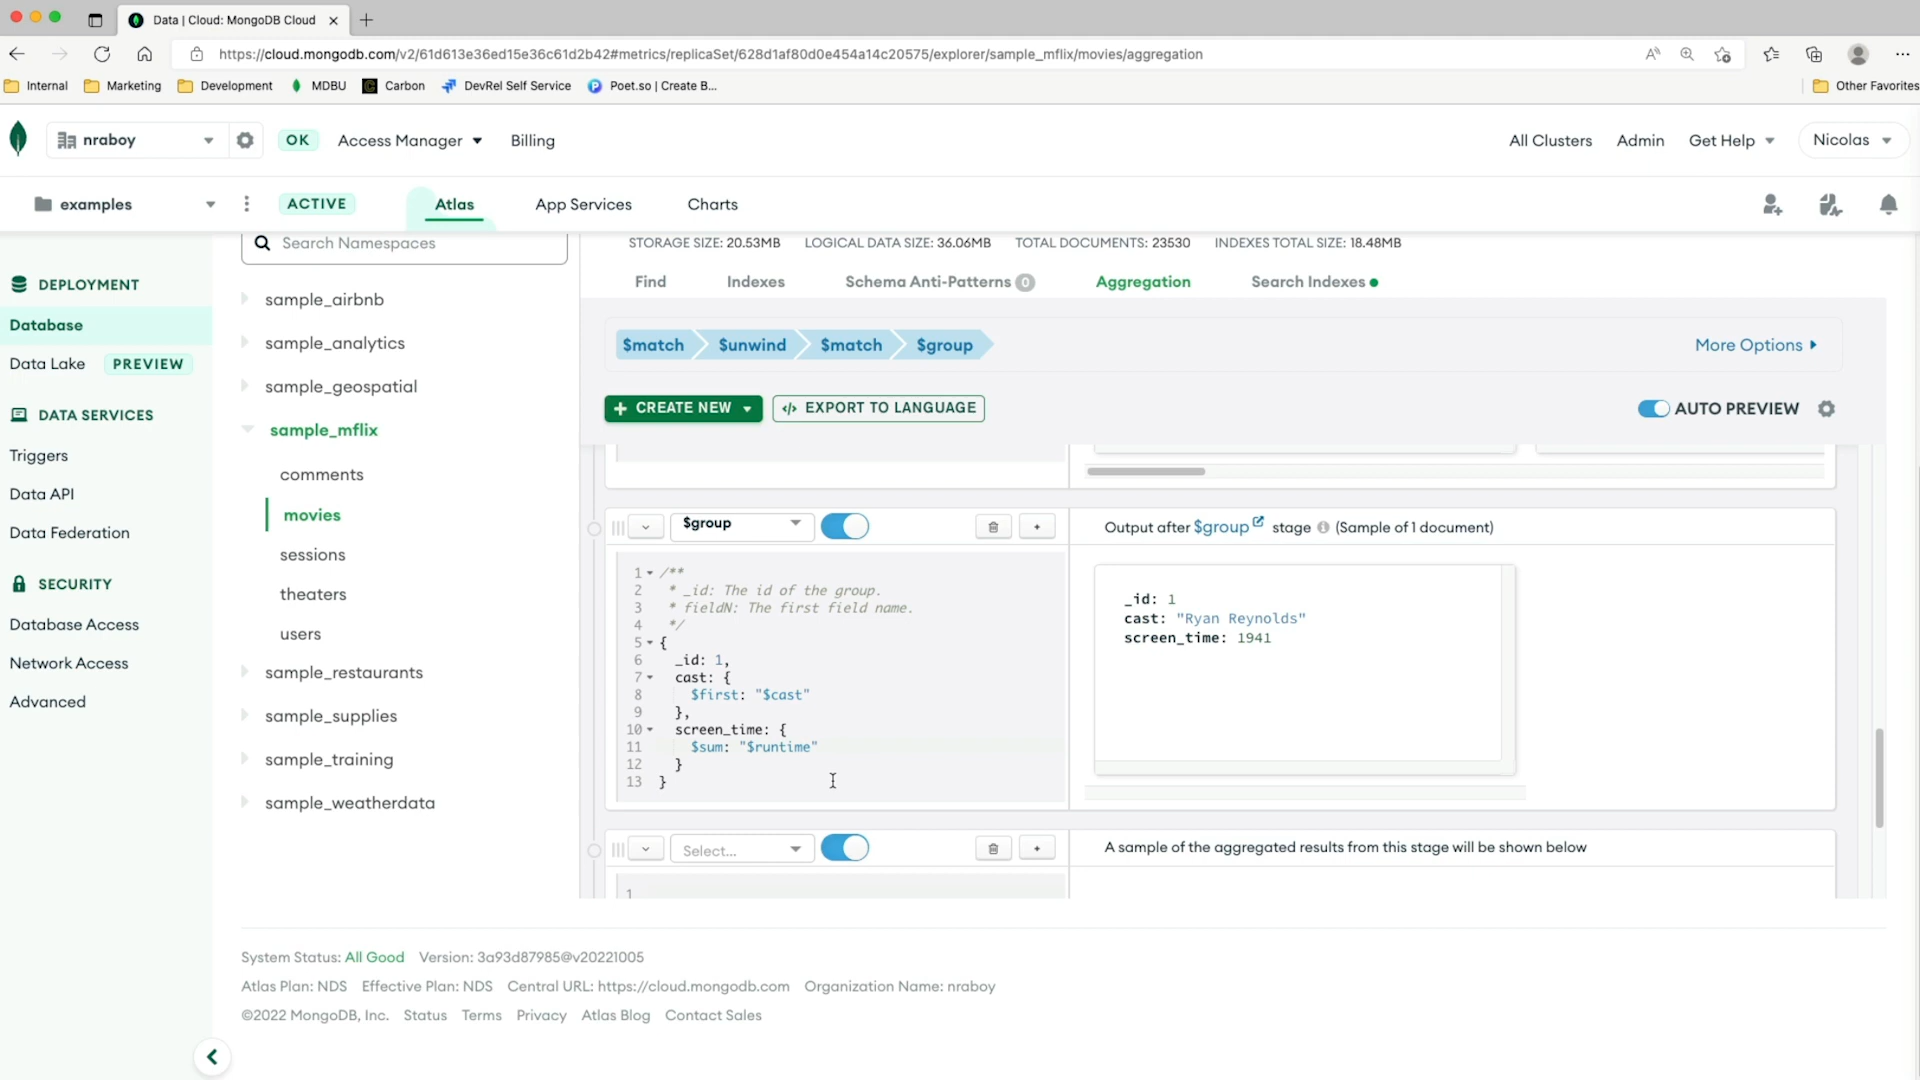 Data | Cloud: MongoDB Cloud
https://cloud.mongodb.com/v2/61d613e36ed15e36c61d2b42#metrics/replicaSet/628d1af80d0e454a14c20575/explorer/sample_mflix/movies/aggregation
Internal Marketing Development MDBU Carbon DevRel Self Service Poet.so | Create B... Other Favorites
nraboy OK Access Manager Billing All Clusters Admin Get Help Nicolas
examples ACTIVE Atlas App Services Charts
Search Namespaces
STORAGE SIZE: 20.53MB LOGICAL DATA SIZE: 36.06MB TOTAL DOCUMENTS: 23530 INDEXES TOTAL SIZE: 18.48MB
Find Indexes Schema Anti-Patterns 0 Aggregation Search Indexes
DEPLOYMENT
Database
Data Lake PREVIEW
DATA SERVICES
Triggers
Data API
Data Federation
SECURITY
Database Access
Network Access
Advanced
sample_airbnb
sample_analytics
sample_geospatial
sample_mflix
comments
movies
sessions
theaters
users
sample_restaurants
sample_supplies
sample_training
sample_weatherdata
$match $unwind $match $group More Options
+ CREATE NEW </> EXPORT TO LANGUAGE AUTO PREVIEW
$group
Output after $group stage (Sample of 1 document)
1 /**
2 * _id: The id of the group.
3 * fieldN: The first field name.
4 */
5 {
6 _id: 1,
7 cast: {
8 $first: "$cast"
9 },
10 screen_time: {
11 $sum: "$runtime"
12 }
13 }
_id: 1
cast: "Ryan Reynolds"
screen_time: 1941
Select...
A sample of the aggregated results from this stage will be shown below
1
System Status: All Good Version: 3a93d87985@v20221005
Atlas Plan: NDS Effective Plan: NDS Central URL: https://cloud.mongodb.com Organization Name: nraboy
©2022 MongoDB, Inc. Status Terms Privacy Atlas Blog Contact Sales